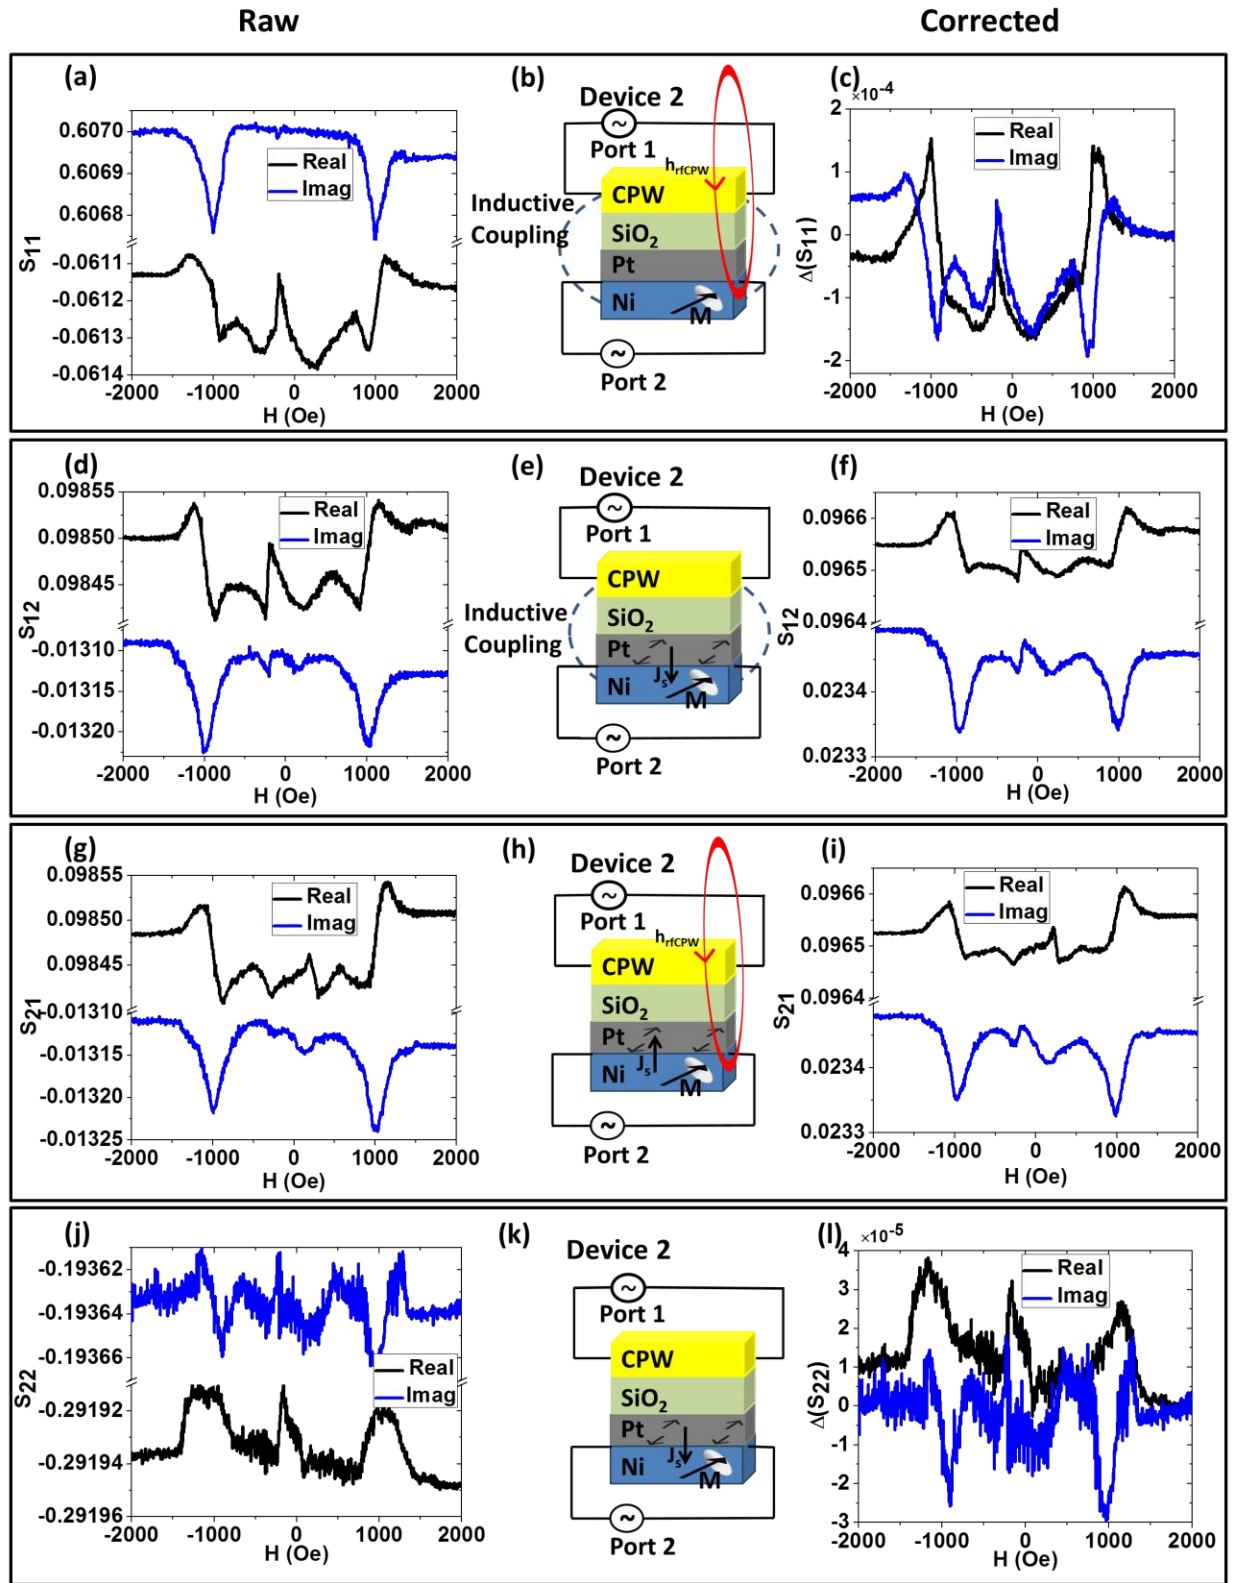 Raw
Corrected
(a)
S11
0.6070
0.6069
0.6068
-0.0611
-0.0612
-0.0613
-0.0614
Real
Imag
-2000 -1000 0 1000 2000
H (Oe)
(b)
Device 2
~
Port 1
hrfCPW
CPW
Inductive
Coupling
SiO2
Pt
Ni
M
~
Port 2
(c)
×10-4
Δ(S11)
2
1
0
-1
-2
Real
Imag
-2000 -1000 0 1000 2000
H (Oe)
(d)
S12
0.09855
0.09850
0.09845
-0.01310
-0.01315
-0.01320
Real
Imag
-2000 -1000 0 1000 2000
H (Oe)
(e)
Device 2
~
Port 1
CPW
Inductive
Coupling
SiO2
Pt
Js
Ni
M
~
Port 2
(f)
S12
0.0966
0.0965
0.0964
0.0234
0.0233
Real
Imag
-2000 -1000 0 1000 2000
H (Oe)
(g)
S21
0.09855
0.09850
0.09845
-0.01310
-0.01315
-0.01320
-0.01325
Real
Imag
-2000 -1000 0 1000 2000
H (Oe)
(h)
Device 2
~
Port 1
hrfCPW
CPW
SiO2
Pt
Js
Ni
M
~
Port 2
(i)
S21
0.0966
0.0965
0.0964
0.0234
0.0233
Real
Imag
-2000 -1000 0 1000 2000
H (Oe)
(j)
S22
-0.19362
-0.19364
-0.19366
-0.29192
-0.29194
-0.29196
Real
Imag
-2000 -1000 0 1000 2000
H (Oe)
(k)
Device 2
~
Port 1
CPW
SiO2
Pt
Js
Ni
M
~
Port 2
(l)
×10-5
Δ(S22)
4
3
2
1
0
-1
-2
-3
Real
Imag
-2000 -1000 0 1000 2000
H (Oe)